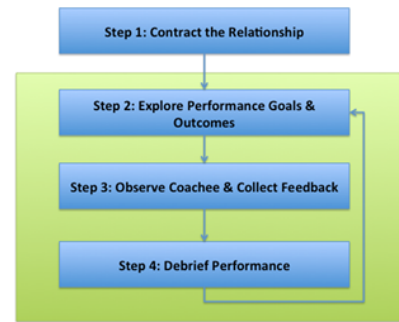 Step 1: Contract the Relationship
Step 2: Explore Performance Goals &
Outcomes
Step 3: Observe Coachee & Collect Feedback
Step 4: Debrief Performance